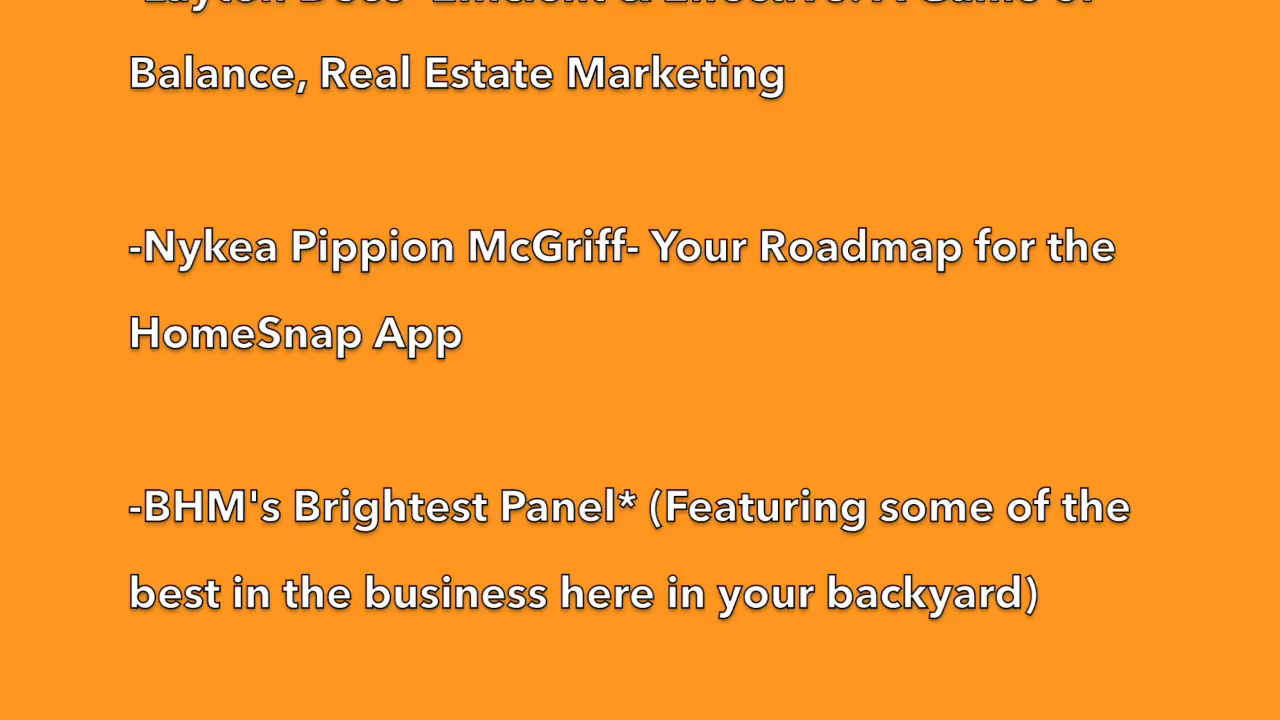 Balance, Real Estate Marketing
-Nykea Pippion McGriff- Your Roadmap for the
HomeSnap App
-BHM's Brightest Panel* (Featuring some of the
best in the business here in your backyard)